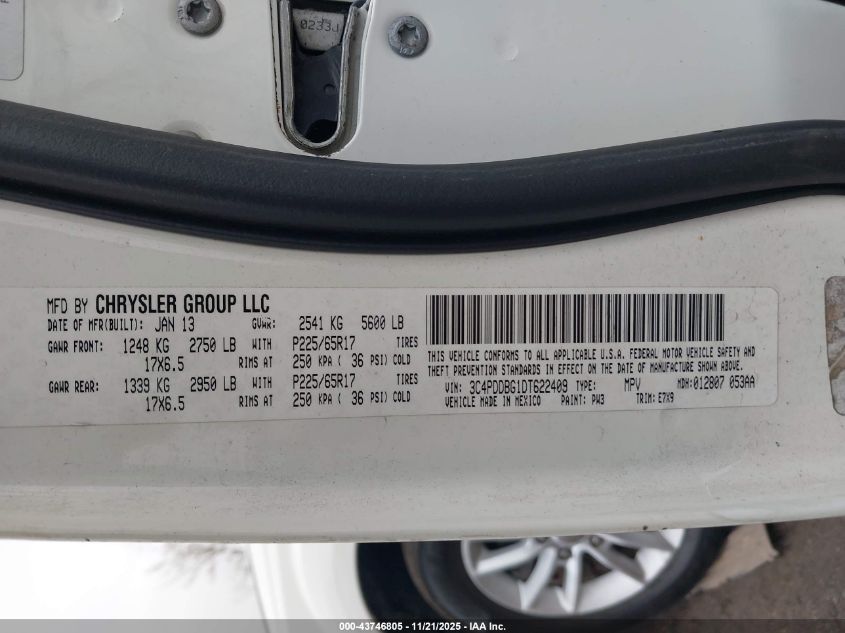 0233J
MFD BY CHRYSLER GROUP LLC
DATE OF MFR(BUILT): JAN 13 GVWR: 2541 KG 5600 LB
GAWR FRONT: 1248 KG 2750 LB WITH P225/65R17 TIRES
17X6.5 RIMS AT 250 KPA ( 36 PSI) COLD
GAWR REAR: 1339 KG 2950 LB WITH P225/65R17 TIRES
17X6.5 RIMS AT 250 KPA ( 36 PSI) COLD
THIS VEHICLE CONFORMS TO ALL APPLICABLE U.S.A. FEDERAL MOTOR VEHICLE SAFETY AND
THEFT PREVENTION STANDARDS IN EFFECT ON THE DATE OF MANUFACTURE SHOWN ABOVE.
VIN: 3C4PDDBG1DT622409 TYPE: MPV MDH:012807 053AA
VEHICLE MADE IN MEXICO PAINT: PW3 TRIM: E7X9
000-43746805 - 11/21/2025 - IAA Inc.